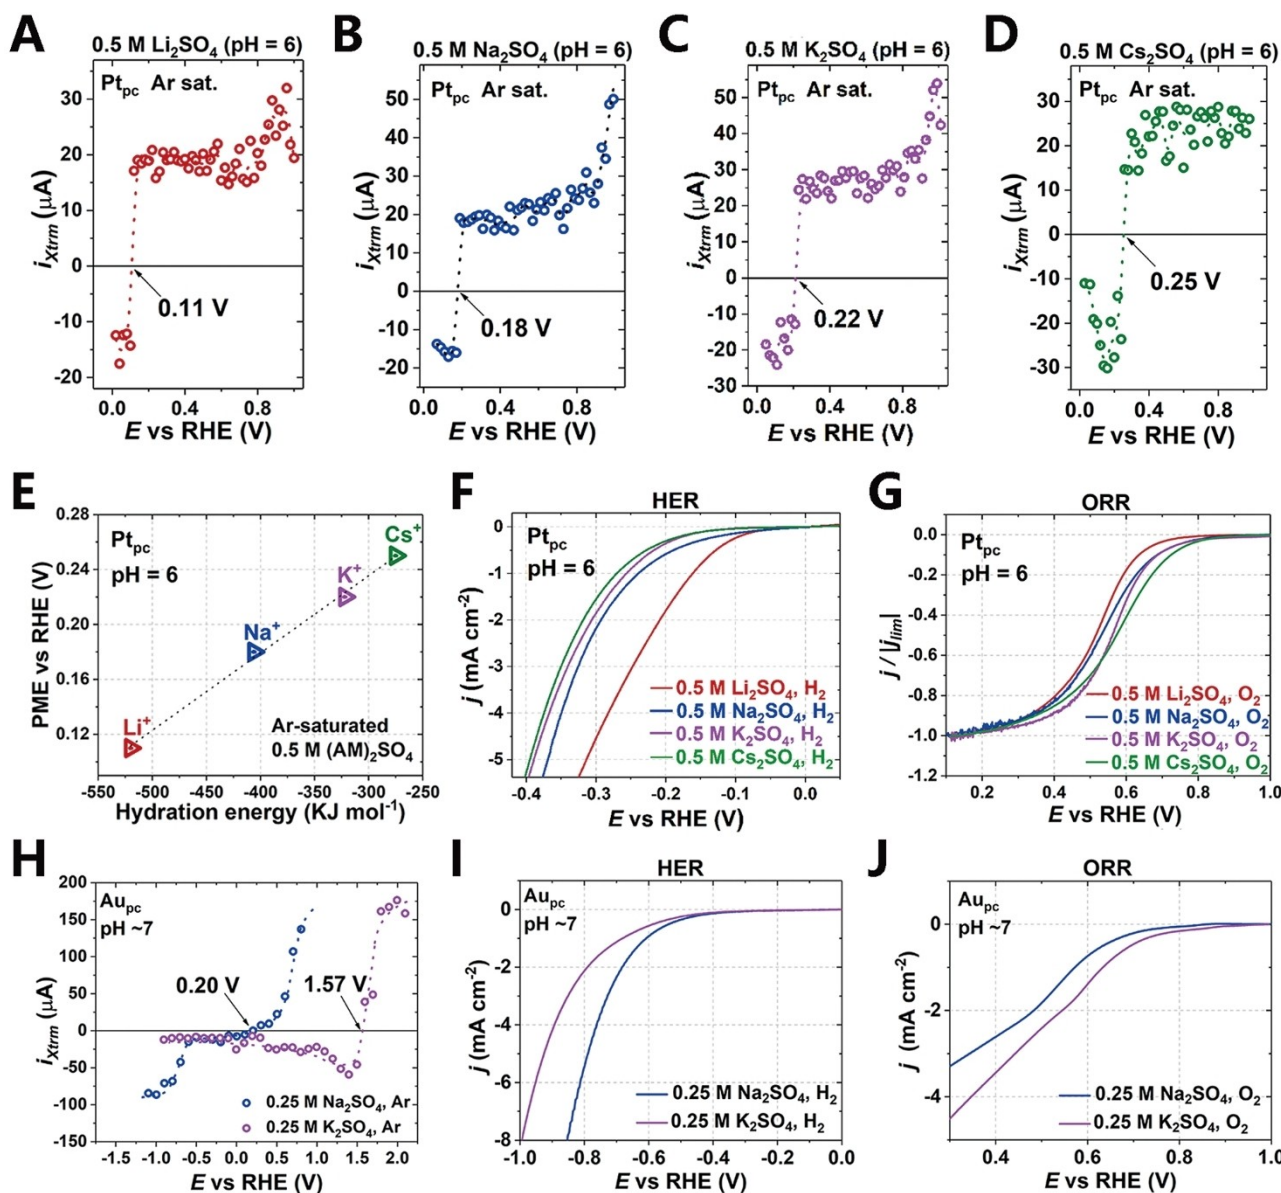 A
0.5 M Li₂SO₄ (pH = 6)
Pt_pc Ar sat.
30
20
10
0
-10
-20
i_Xtrm (μA)
0.11 V
0.0 0.4 0.8
E vs RHE (V)
B
0.5 M Na₂SO₄ (pH = 6)
Pt_pc Ar sat.
50
40
30
20
10
0
-10
-20
i_Xtrm (μA)
0.18 V
0.0 0.4 0.8
E vs RHE (V)
C
0.5 M K₂SO₄ (pH = 6)
Pt_pc Ar sat.
50
40
30
20
10
0
-10
-20
-30
i_Xtrm (μA)
0.22 V
0.0 0.4 0.8
E vs RHE (V)
D
0.5 M Cs₂SO₄ (pH = 6)
Pt_pc Ar sat.
30
20
10
0
-10
-20
-30
i_Xtrm (μA)
0.25 V
0.0 0.4 0.8
E vs RHE (V)
E
0.28
0.24
0.20
0.16
0.12
PME vs RHE (V)
Pt_pc
pH = 6
Cs⁺
K⁺
Na⁺
Li⁺
Ar-saturated
0.5 M (AM)₂SO₄
-550 -500 -450 -400 -350 -300 -250
Hydration energy (KJ mol⁻¹)
F
HER
0
-1
-2
-3
-4
-5
j (mA cm⁻²)
Pt_pc
pH = 6
0.5 M Li₂SO₄, H₂
0.5 M Na₂SO₄, H₂
0.5 M K₂SO₄, H₂
0.5 M Cs₂SO₄, H₂
-0.4 -0.3 -0.2 -0.1 0.0
E vs RHE (V)
G
ORR
0.0
-0.2
-0.4
-0.6
-0.8
-1.0
-1.2
j / |j_lim|
Pt_pc
pH = 6
0.5 M Li₂SO₄, O₂
0.5 M Na₂SO₄, O₂
0.5 M K₂SO₄, O₂
0.5 M Cs₂SO₄, O₂
0.2 0.4 0.6 0.8 1.0
E vs RHE (V)
H
200
150
100
50
0
-50
-100
-150
i_Xtrm (μA)
Au_pc
pH ~7
0.20 V
1.57 V
0.25 M Na₂SO₄, Ar
0.25 M K₂SO₄, Ar
-1.5 -1.0 -0.5 0.0 0.5 1.0 1.5 2.0
E vs RHE (V)
I
HER
Au_pc
pH ~7
0
-2
-4
-6
-8
j (mA cm⁻²)
0.25 M Na₂SO₄, H₂
0.25 M K₂SO₄, H₂
-1.0 -0.8 -0.6 -0.4 -0.2 -0.0
E vs RHE (V)
J
ORR
Au_pc
pH ~7
0
-2
-4
j (mA cm⁻²)
0.25 M Na₂SO₄, O₂
0.25 M K₂SO₄, O₂
0.4 0.6 0.8 1.0
E vs RHE (V)